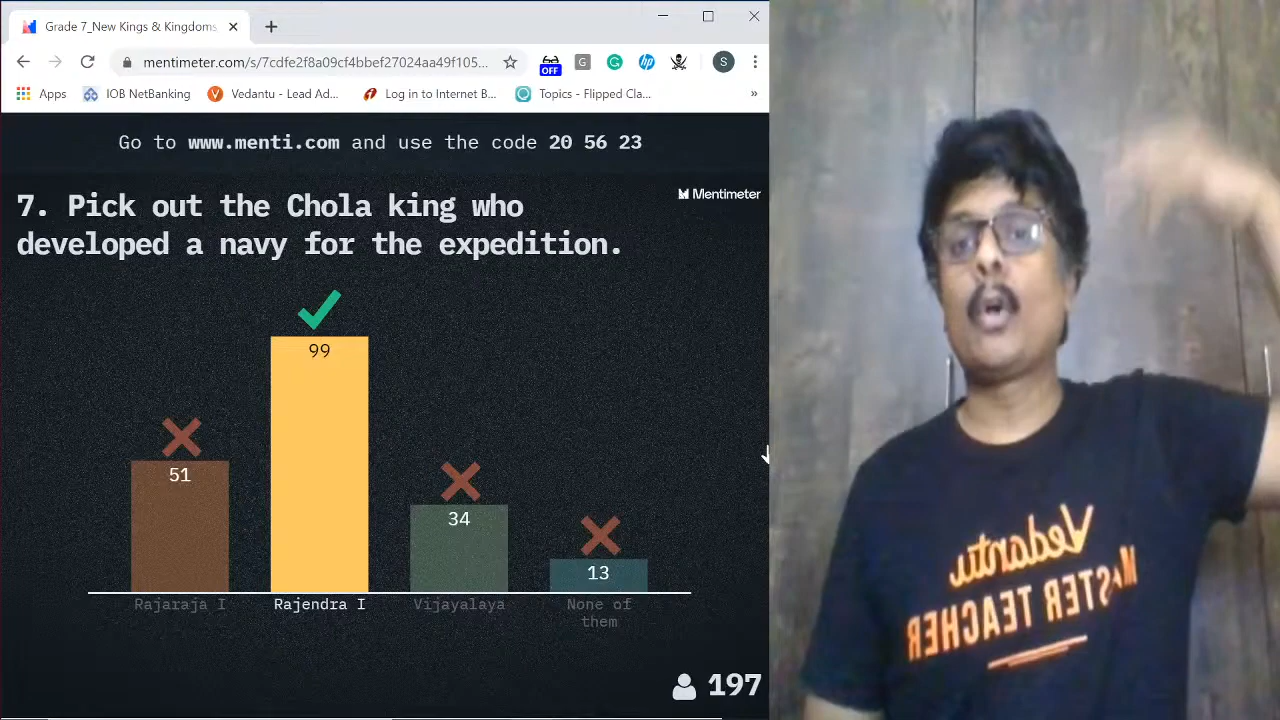 Grade 7_New Kings & Kingdoms
mentimeter.com/s/7cdfe2f8a09cf4bbef27024aa49f105...
OFF
G
G
hp
S
Apps
IOB NetBanking
V
Vedantu - Lead Ad...
Log in to Internet B...
Topics - Flipped Cla...
»
Go to www.menti.com and use the code 20 56 23
Mentimeter
7. Pick out the Chola king who
developed a navy for the expedition.
99
51
34
13
Rajaraja I
Rajendra I
Vijayalaya
None of
them
197
Vedantu
MASTER TEACHER